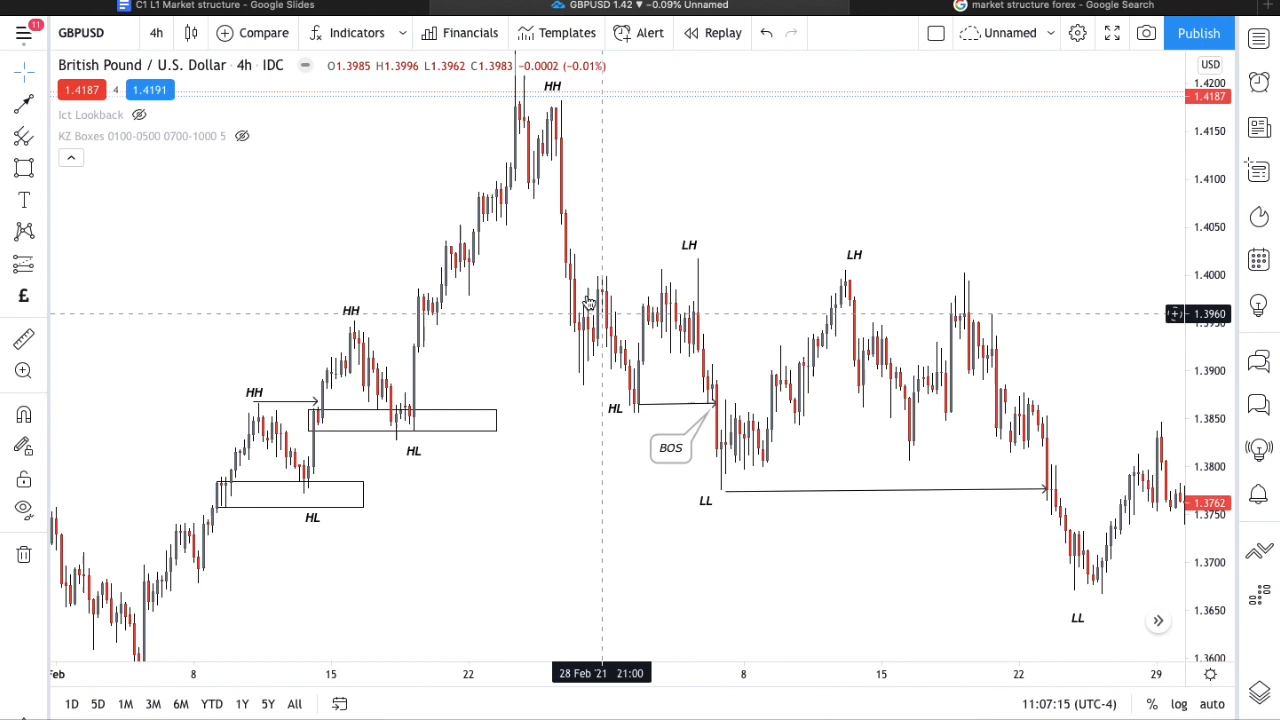 C1 L1 Market structure - Google Slides
GBPUSD 1.42 ▼ −0.09% Unnamed
market structure forex - Google Search
11
GBPUSD
4h
Compare
Indicators
Financials
Templates
Alert
Replay
Unnamed
Publish
British Pound / U.S. Dollar · 4h · IDC
O1.3985 H1.3996 L1.3962 C1.3983 −0.0002 (−0.01%)
USD
1.4187 4 1.4191
Ict Lookback
KZ Boxes 0100-0500 0700-1000 5
HH
HH
HH
LH
LH
HL
HL
HL
BOS
LL
LL
1.4200
1.4187
1.4150
1.4100
1.4050
1.4000
1.3960
1.3950
1.3900
1.3850
1.3800
1.3762
1.3750
1.3700
1.3650
1.3600
Feb 8 15 22 28 Feb '21 21:00 8 15 22 29
1D 5D 1M 3M 6M YTD 1Y 5Y All
11:07:15 (UTC-4) % log auto